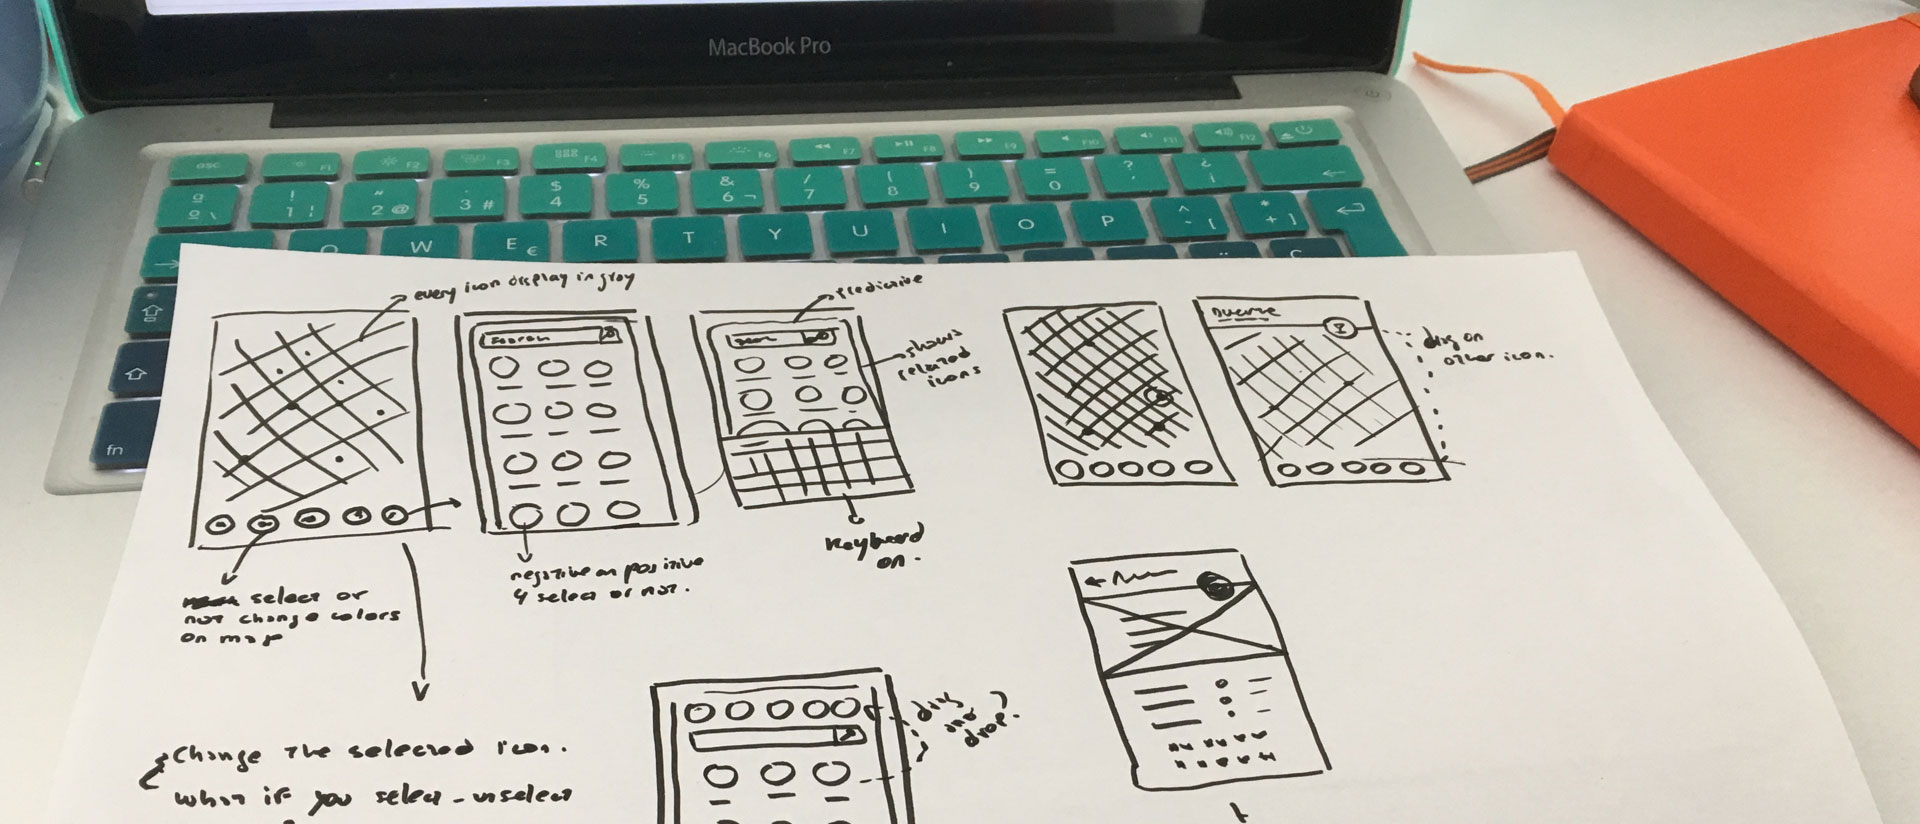 MacBook Pro
esc F1 F2 F3 F4 F5 F6 F7 F8 F9 F10 F11 F12
ª º \ ! 1 | " 2 @ · 3 # $ 4 % 5 & 6 ¬ / 7 ( 8 ) 9 = 0 ? ' ¿ ¡
Q W E € R T Y U I O P ^ ` [ * + ]
fn
every icon display in gray
Search
predictive
shows
related
icons
drag on
other icon.
keyboard
on.
negative or positive
4 select or not.
select or
not change colors
on map
drag
and
drop.
Change the selected icon.
what if you select - unselect